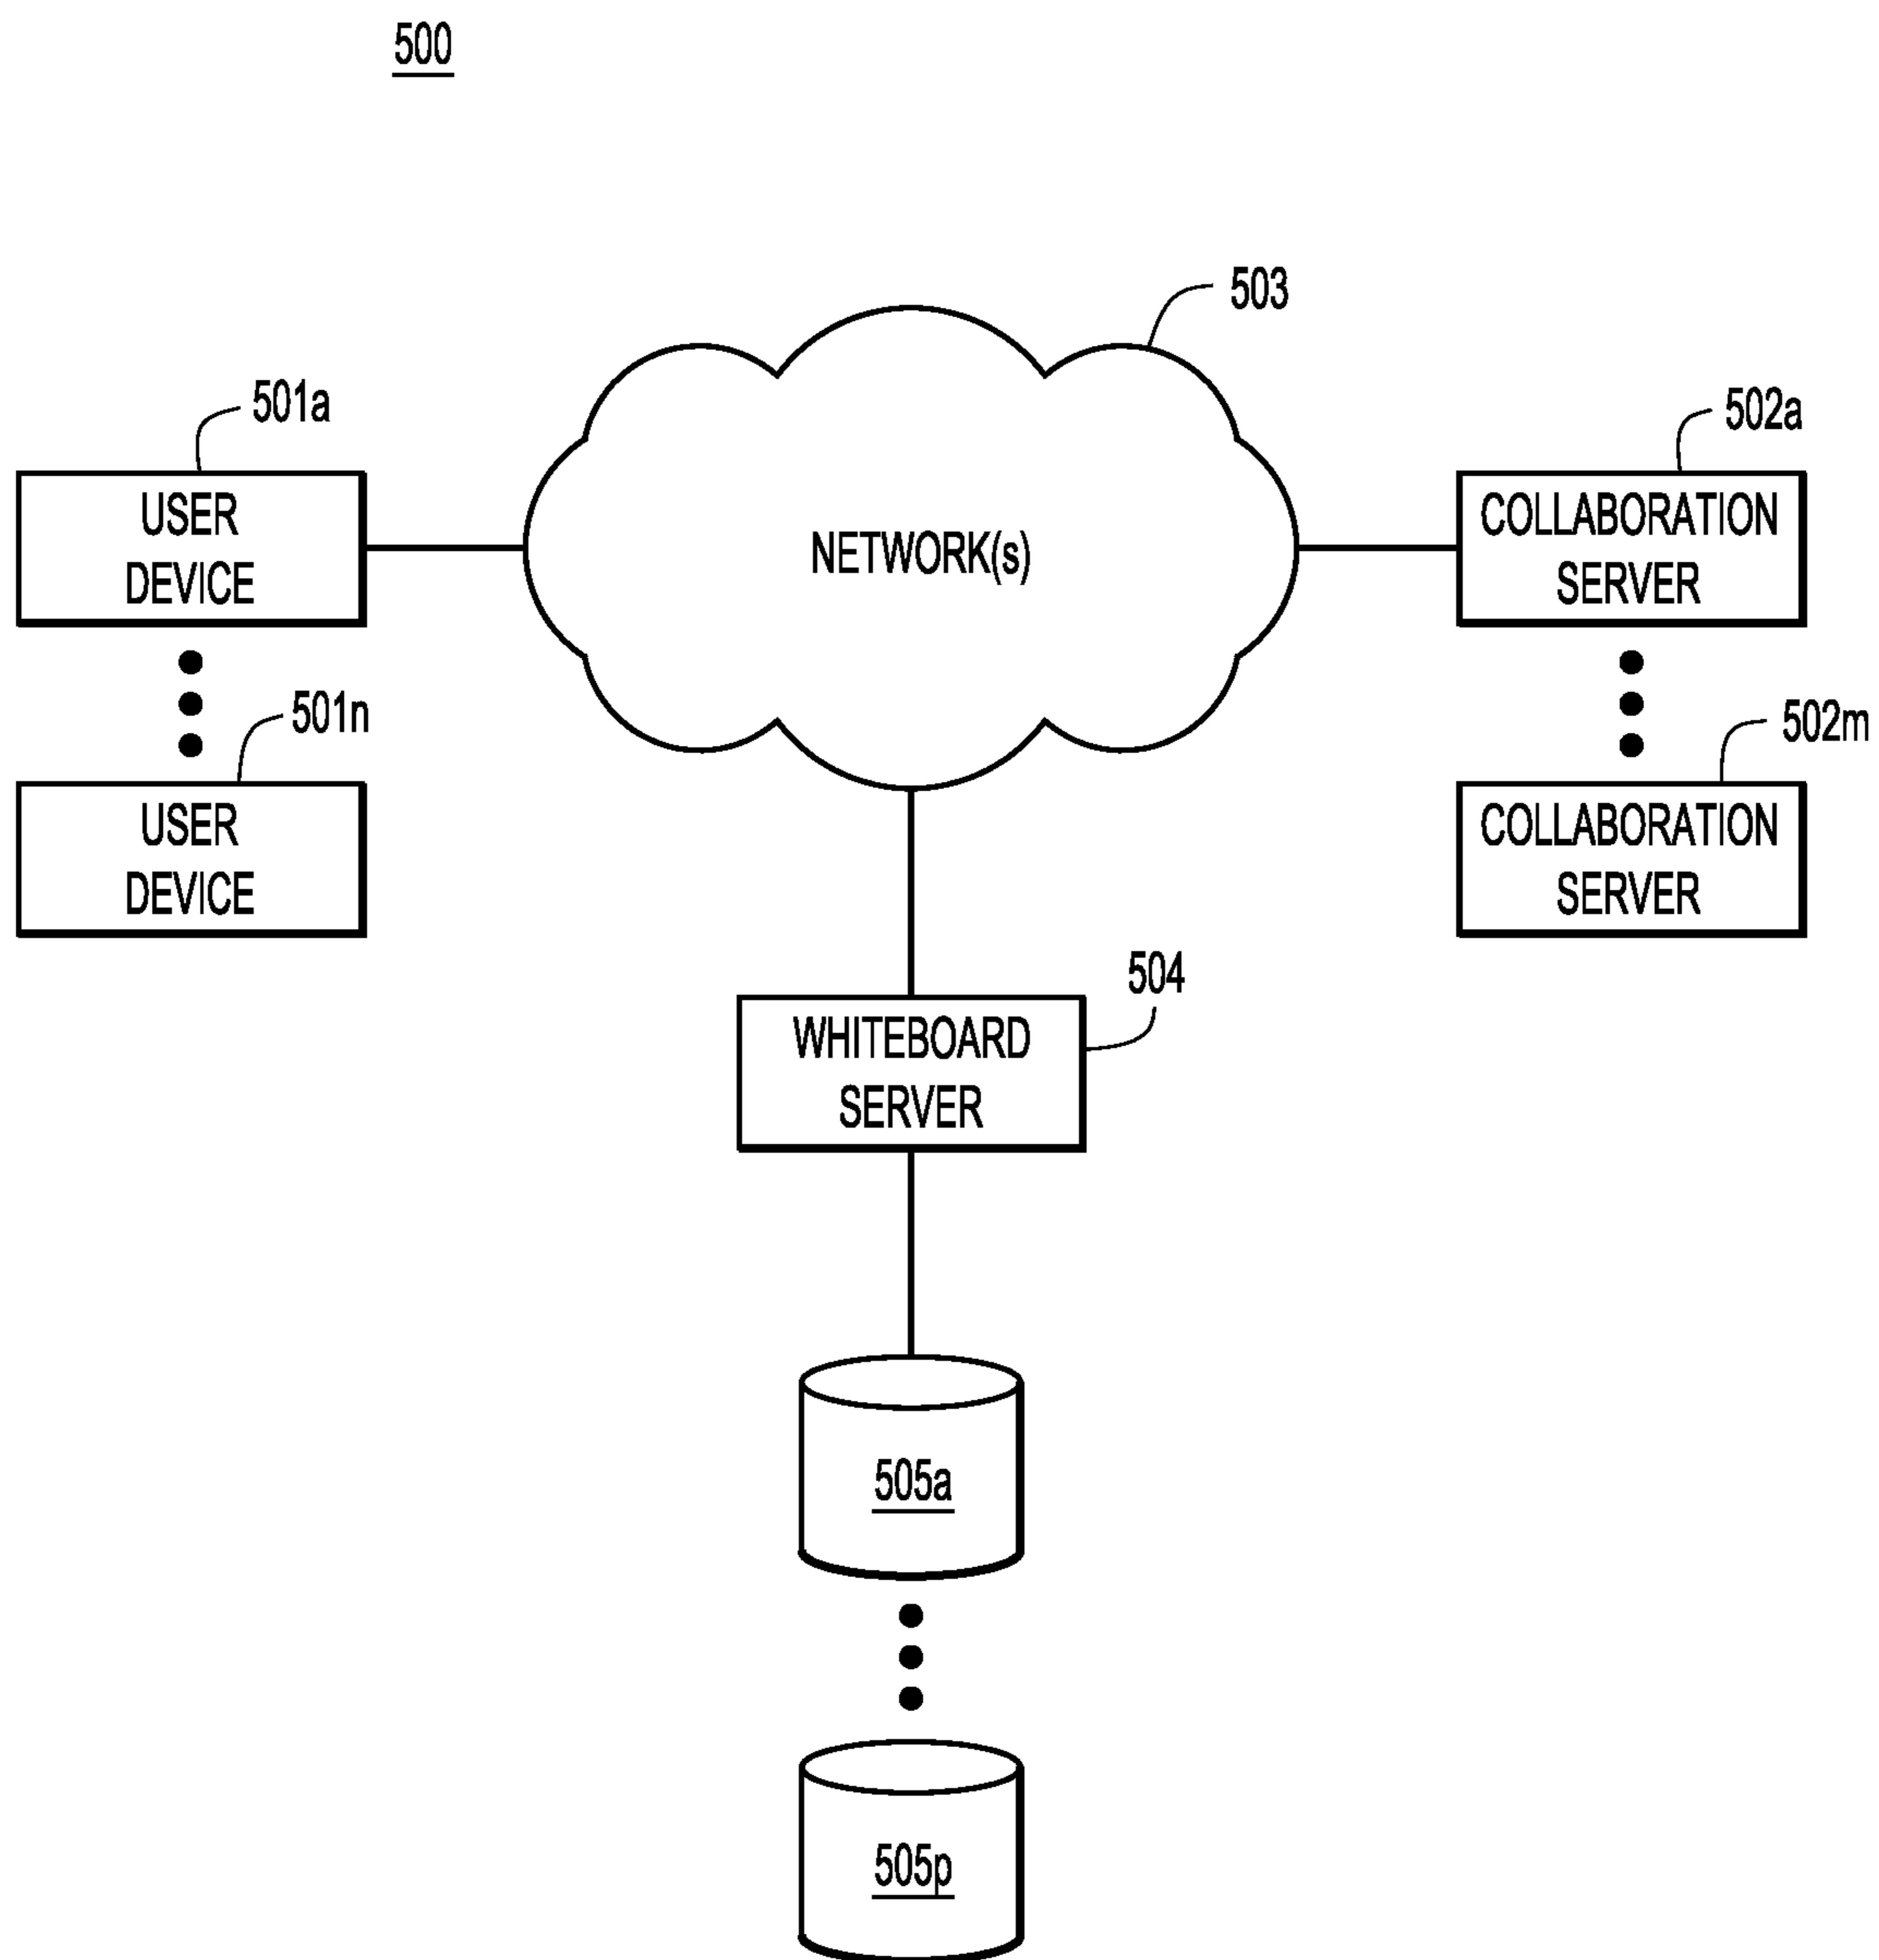 500
503
501a
502a
USER
DEVICE
NETWORK(s)
COLLABORATION
SERVER
501n
502m
USER
DEVICE
COLLABORATION
SERVER
504
WHITEBOARD
SERVER
505a
505p